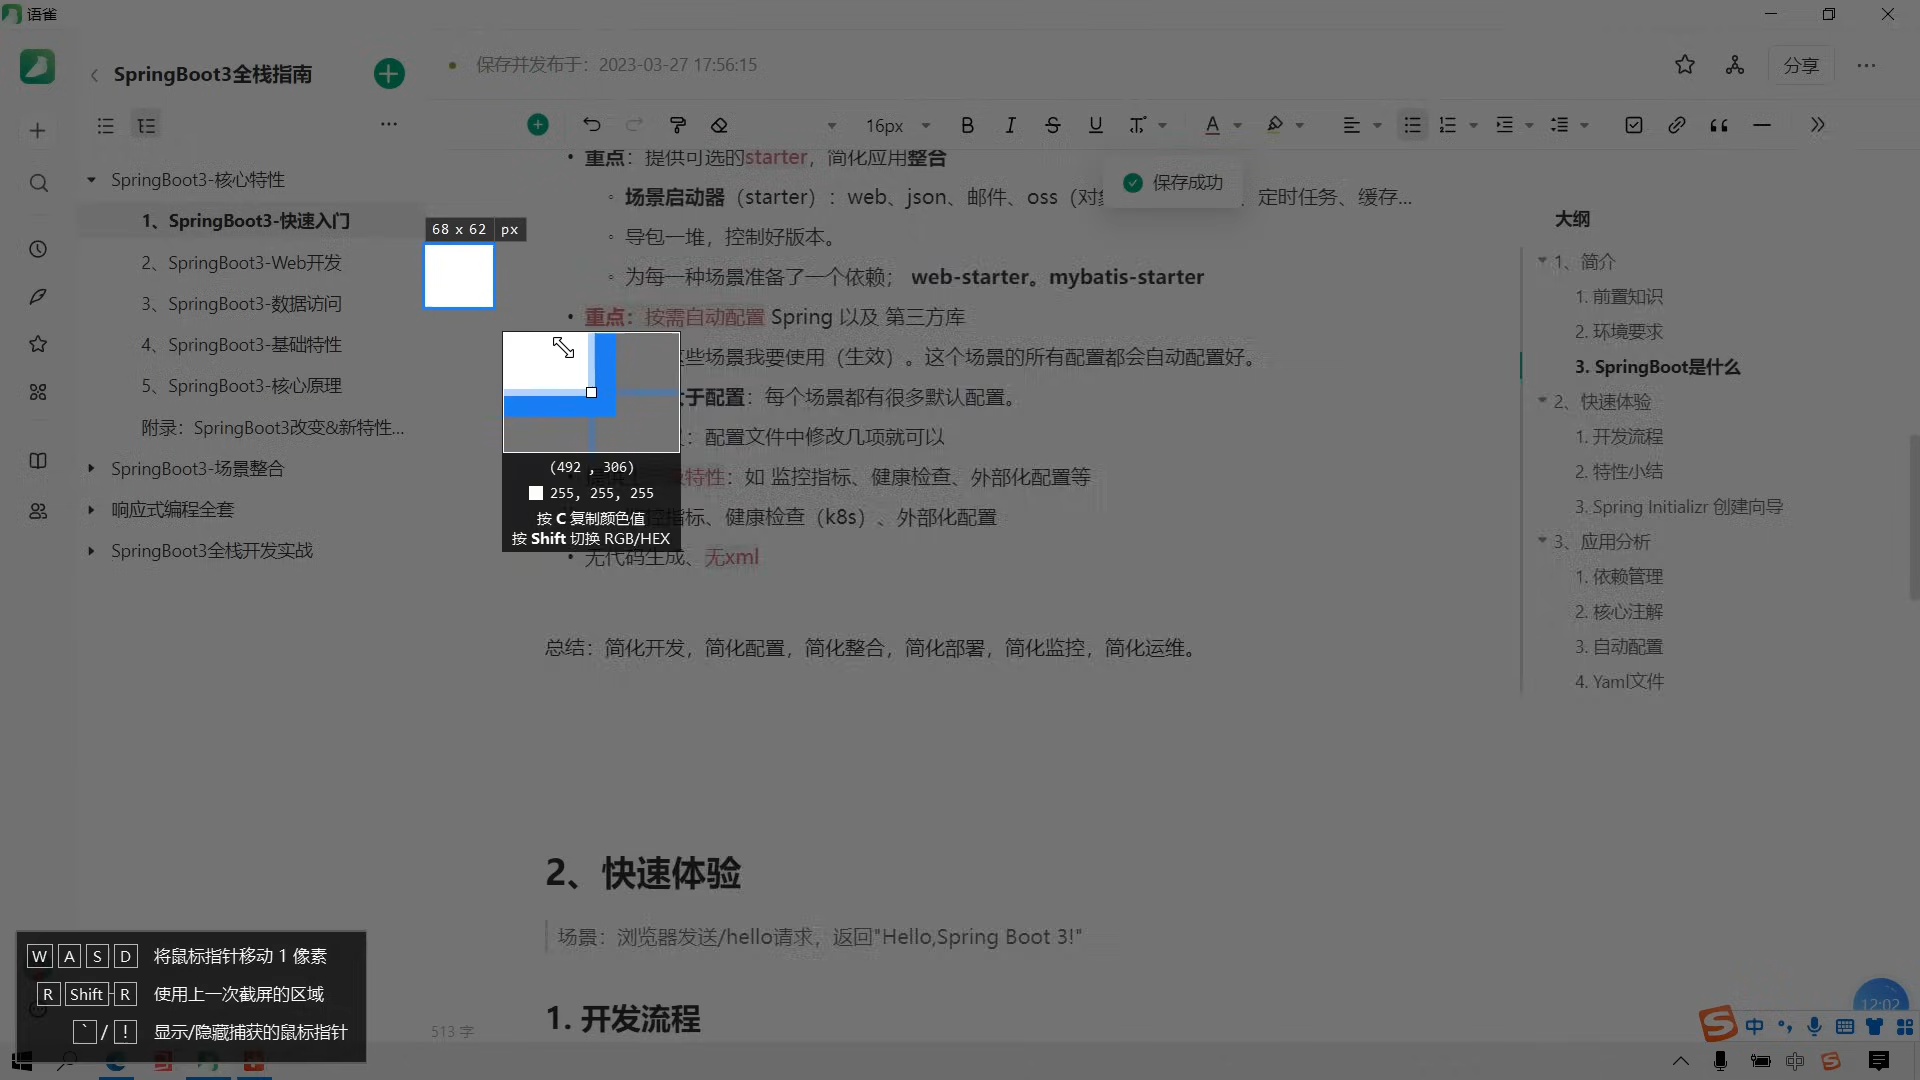 语雀
SpringBoot3全栈指南
保存并发布于：2023-03-27 17:56:15
分享
16px
SpringBoot3-核心特性
1、SpringBoot3-快速入门
2、SpringBoot3-Web开发
3、SpringBoot3-数据访问
4、SpringBoot3-基础特性
5、SpringBoot3-核心原理
附录：SpringBoot3改变&新特性...
SpringBoot3-场景整合
响应式编程全套
SpringBoot3全栈开发实战
68 x 62 px
• 重点：提供可选的starter，简化应用整合
保存成功
◦ 场景启动器（starter）：web、json、邮件、oss（对 定时任务、缓存...
◦ 导包一堆，控制好版本。
◦ 为每一种场景准备了一个依赖； web-starter。mybatis-starter
• 重点：按需自动配置 Spring 以及 第三方库
这些场景我要使用（生效）。这个场景的所有配置都会自动配置好。
于配置：每个场景都有很多默认配置。
：配置文件中修改几项就可以
特性：如 监控指标、健康检查、外部化配置等
指标、健康检查（k8s）、外部化配置
• 无代码生成、无xml
(492 , 306)
255, 255, 255
按 C 复制颜色值
按 Shift 切换 RGB/HEX
总结：简化开发，简化配置，简化整合，简化部署，简化监控，简化运维。
2、快速体验
场景：浏览器发送/hello请求，返回"Hello,Spring Boot 3!"
1. 开发流程
513 字
大纲
1、简介
1. 前置知识
2. 环境要求
3. SpringBoot是什么
2、快速体验
1. 开发流程
2. 特性小结
3. Spring Initializr 创建向导
3、应用分析
1. 依赖管理
2. 核心注解
3. 自动配置
4. Yaml文件
W A S D 将鼠标指针移动 1 像素
R Shift-R 使用上一次截屏的区域
` / ! 显示/隐藏捕获的鼠标指针
12:02
中
中